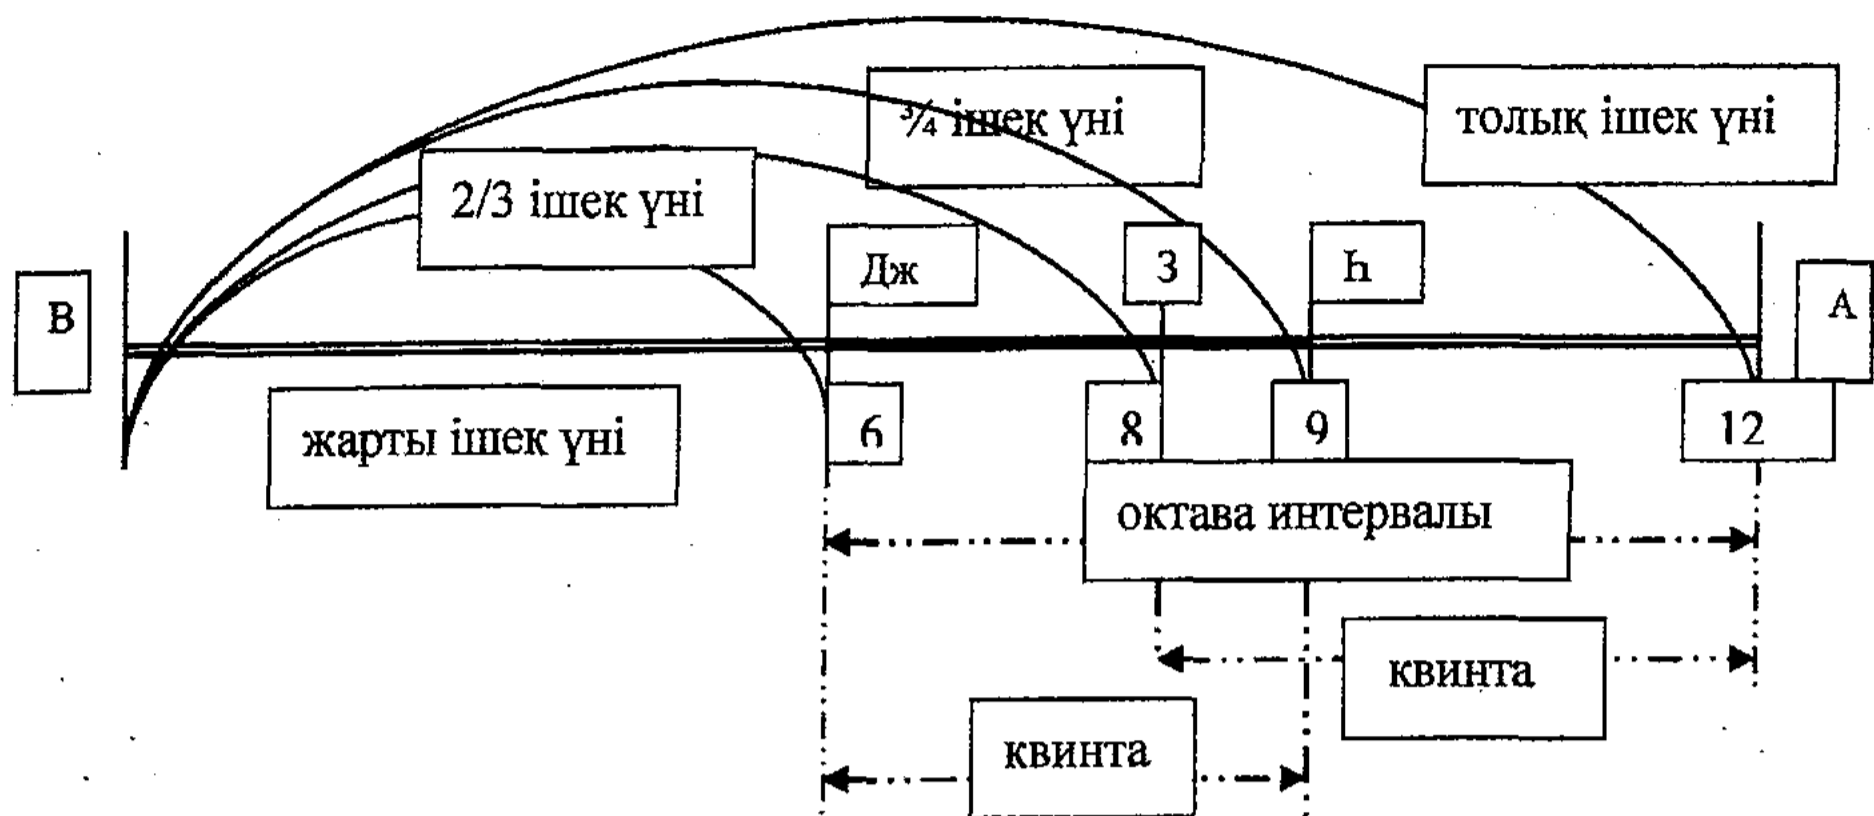 ¾ ішек үні
толық ішек үні
2/3 ішек үні
Дж
З
һ
В
А
жарты ішек үні
6
8
9
12
октава интервалы
квинта
квинта